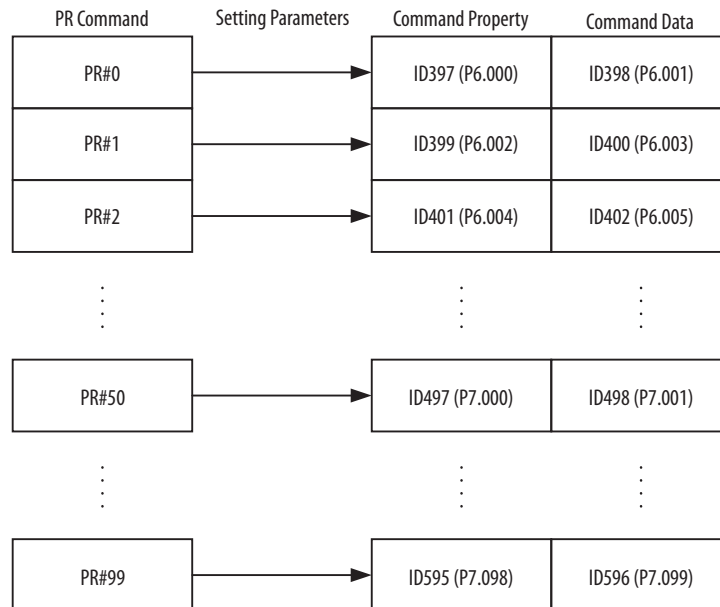 PR Command Setting Parameters Command Property Command Data
PR#0 ID397 (P6.000) ID398 (P6.001)
PR#1 ID399 (P6.002) ID400 (P6.003)
PR#2 ID401 (P6.004) ID402 (P6.005)
PR#50 ID497 (P7.000) ID498 (P7.001)
PR#99 ID595 (P7.098) ID596 (P7.099)